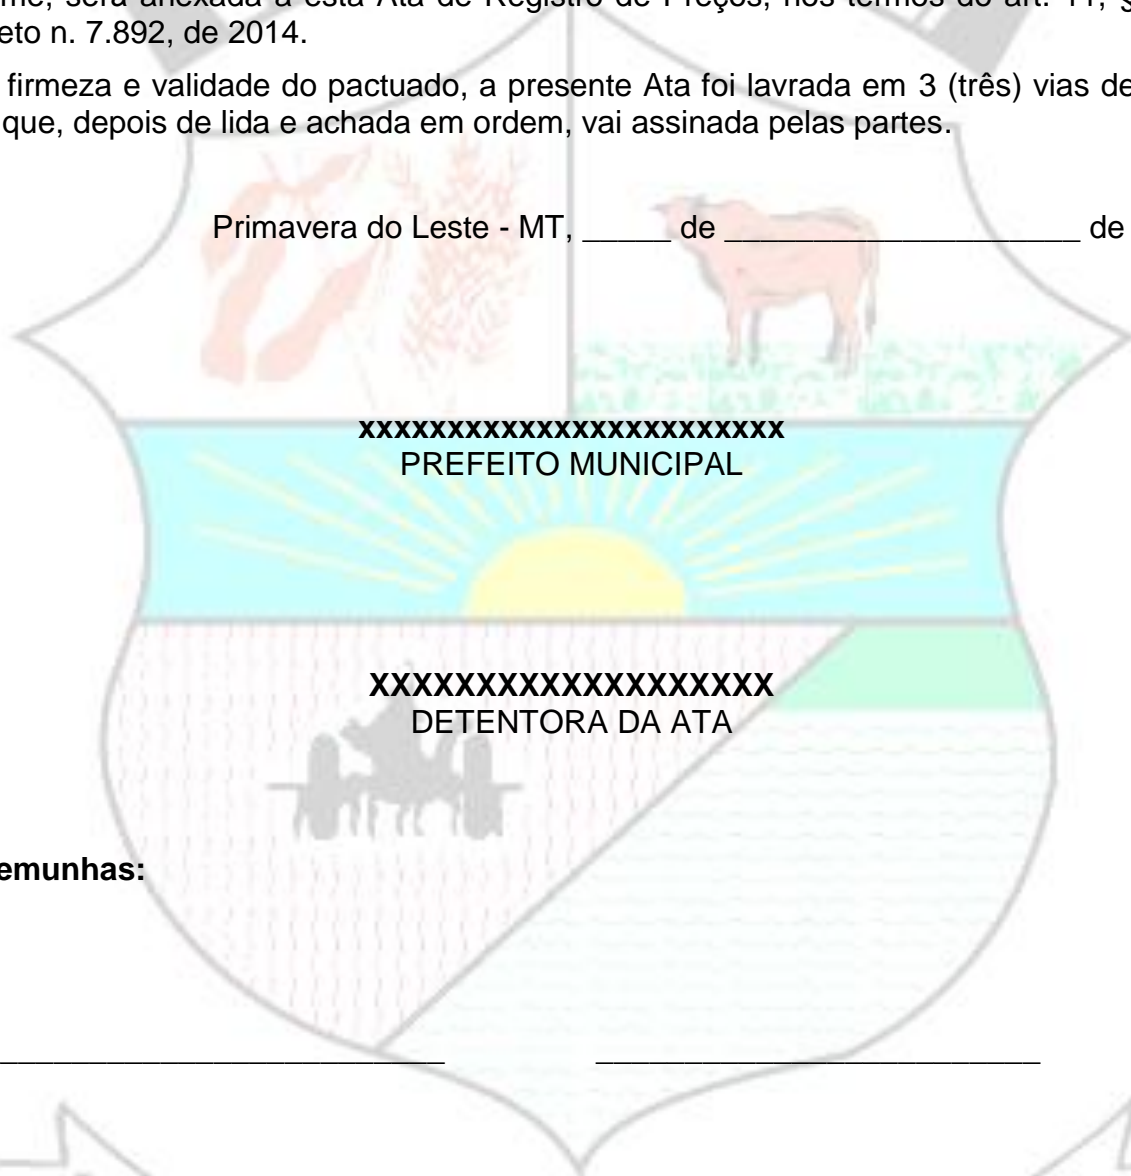 será anexada a esta Ata de Registro de Preços, nos termos do art. 11, §
eto n. 7.892, de 2014.
firmeza e validade do pactuado, a presente Ata foi lavrada em 3 (três) vias de
que, depois de lida e achada em ordem, vai assinada pelas partes.
Primavera do Leste - MT, _____ de ____________________ de
xxxxxxxxxxxxxxxxxxxxxxxx
PREFEITO MUNICIPAL
XXXXXXXXXXXXXXXXXXX
DETENTORA DA ATA
emunhas:
_________________________ _________________________